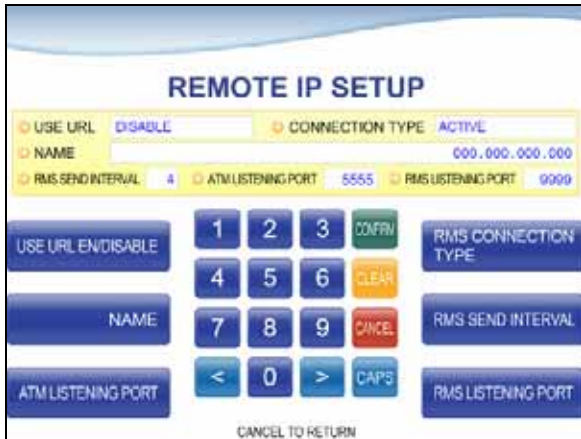 REMOTE IP SETUP
USE URL DISABLE CONNECTION TYPE ACTIVE
NAME 000.000.000.000
RMS SEND INTERVAL 4 ATM LISTENING PORT 5555 RMS LISTENING PORT 9999
USE URL EN/DISABLE
1 2 3 CONFIRM
RMS CONNECTION
TYPE
4 5 6 CLEAR
NAME
7 8 9 CANCEL
RMS SEND INTERVAL
ATM LISTENING PORT
< 0 > CAPS
RMS LISTENING PORT
CANCEL TO RETURN